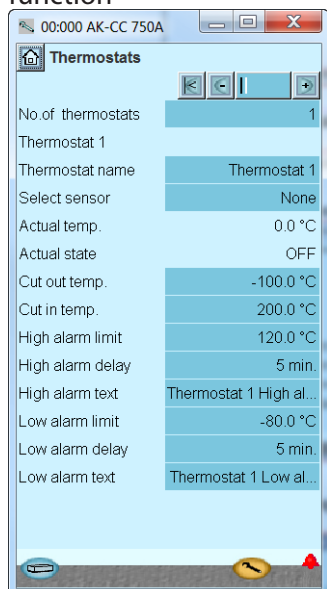 function
00:000 AK-CC 750A
Thermostats
No.of thermostats 1
Thermostat 1
Thermostat name Thermostat 1
Select sensor None
Actual temp. 0.0 °C
Actual state OFF
Cut out temp. -100.0 °C
Cut in temp. 200.0 °C
High alarm limit 120.0 °C
High alarm delay 5 min.
High alarm text Thermostat 1 High al...
Low alarm limit -80.0 °C
Low alarm delay 5 min.
Low alarm text Thermostat 1 Low al...